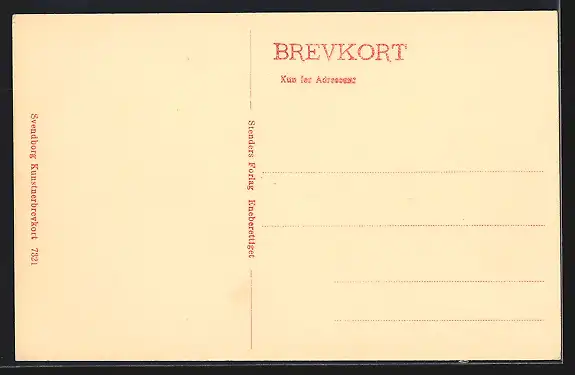 BREVKORT
Kun for Adressen
Stenders Forlag Eneberettiget
Svendborg Kunstnerbrevkort 7321